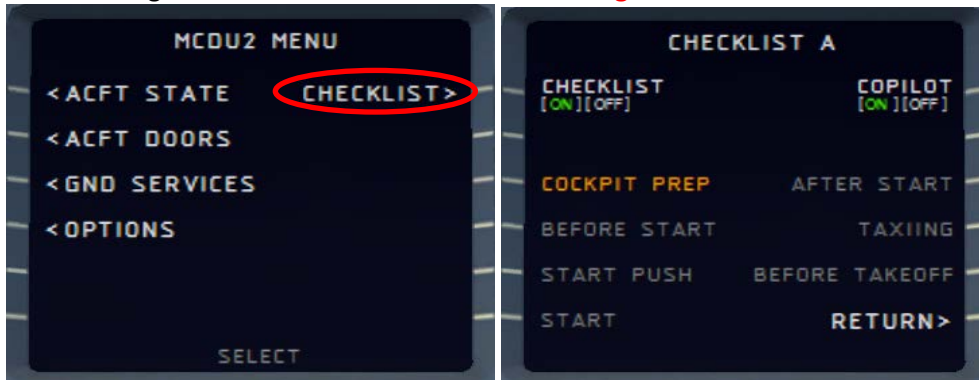 MCDU2 MENU
<ACFT STATE CHECKLIST>
<ACFT DOORS
<GND SERVICES
<OPTIONS
SELECT
CHECKLIST A
CHECKLIST COPILOT
[ON][OFF] [ON][OFF]
COCKPIT PREP AFTER START
BEFORE START TAXIING
START PUSH BEFORE TAKEOFF
START RETURN>